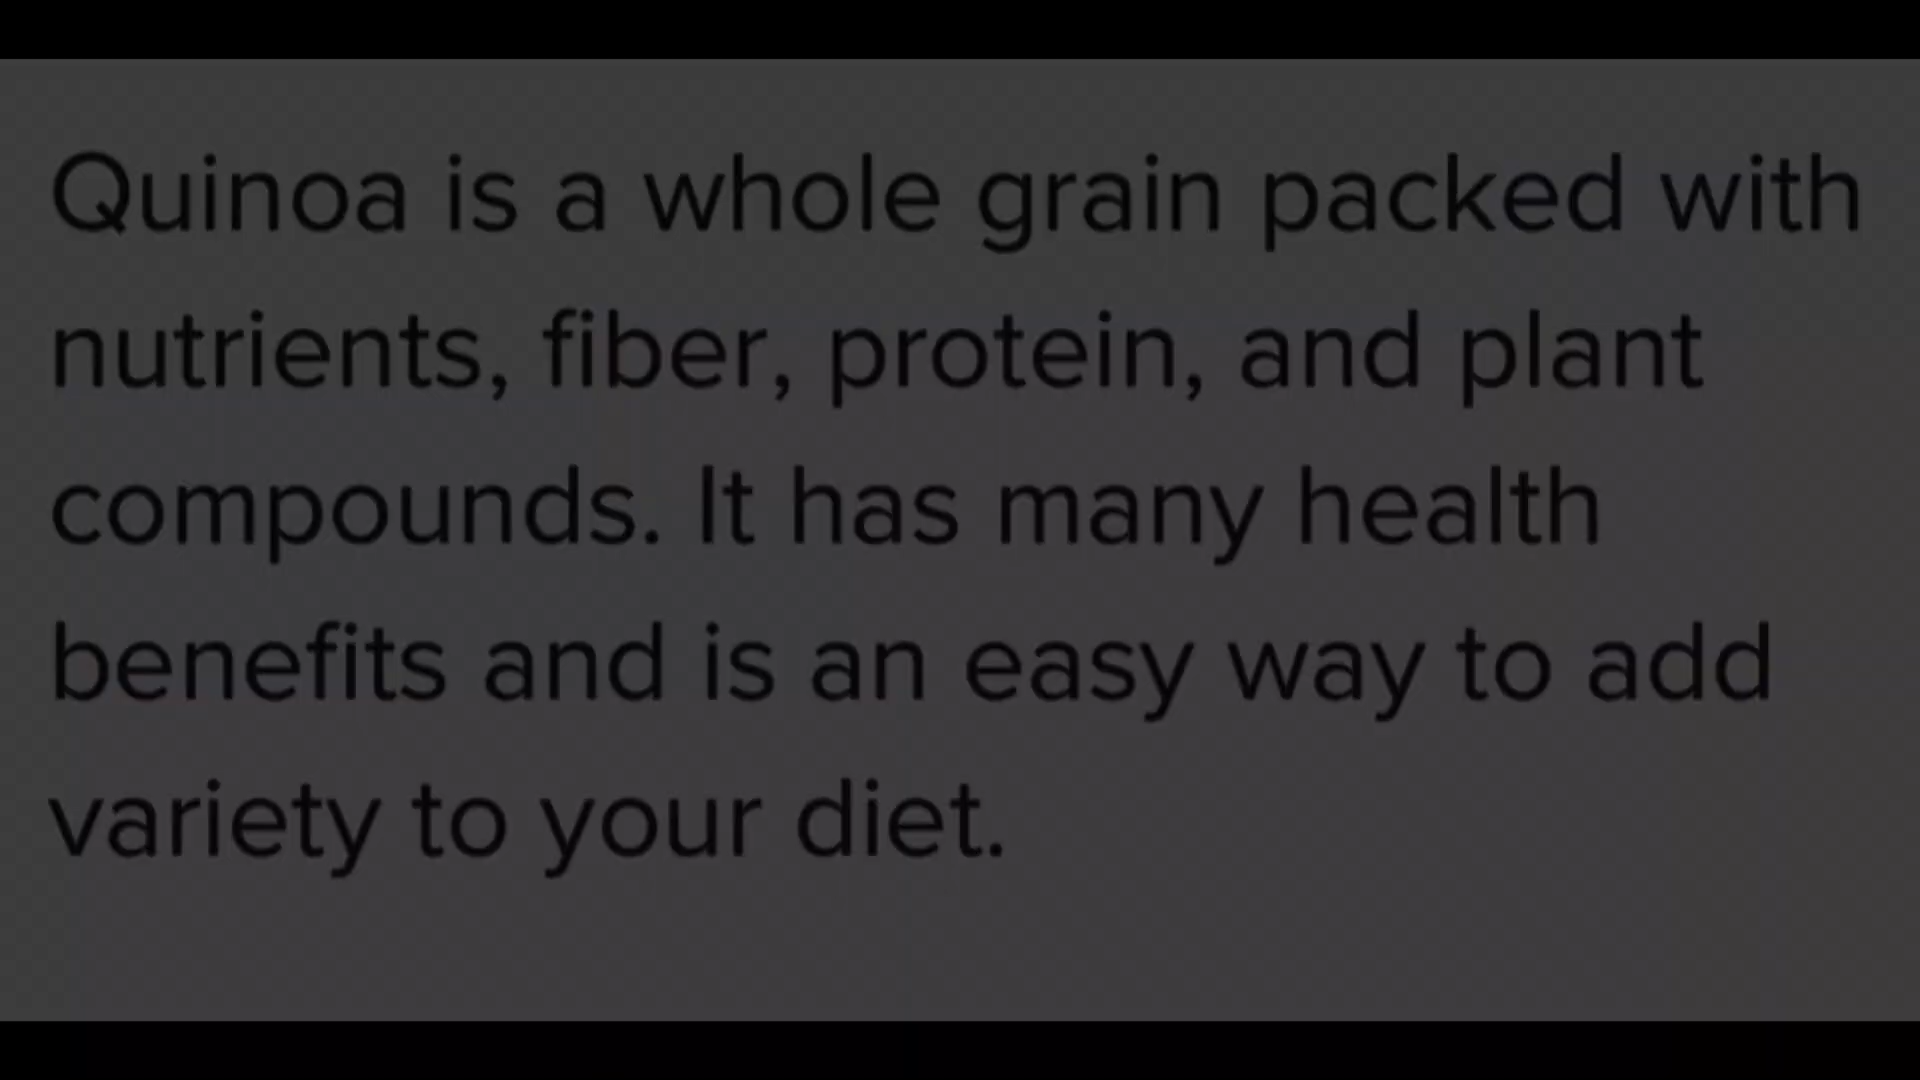 Quinoa is a whole grain packed with
nutrients, fiber, protein, and plant
compounds. It has many health
benefits and is an easy way to add
variety to your diet.